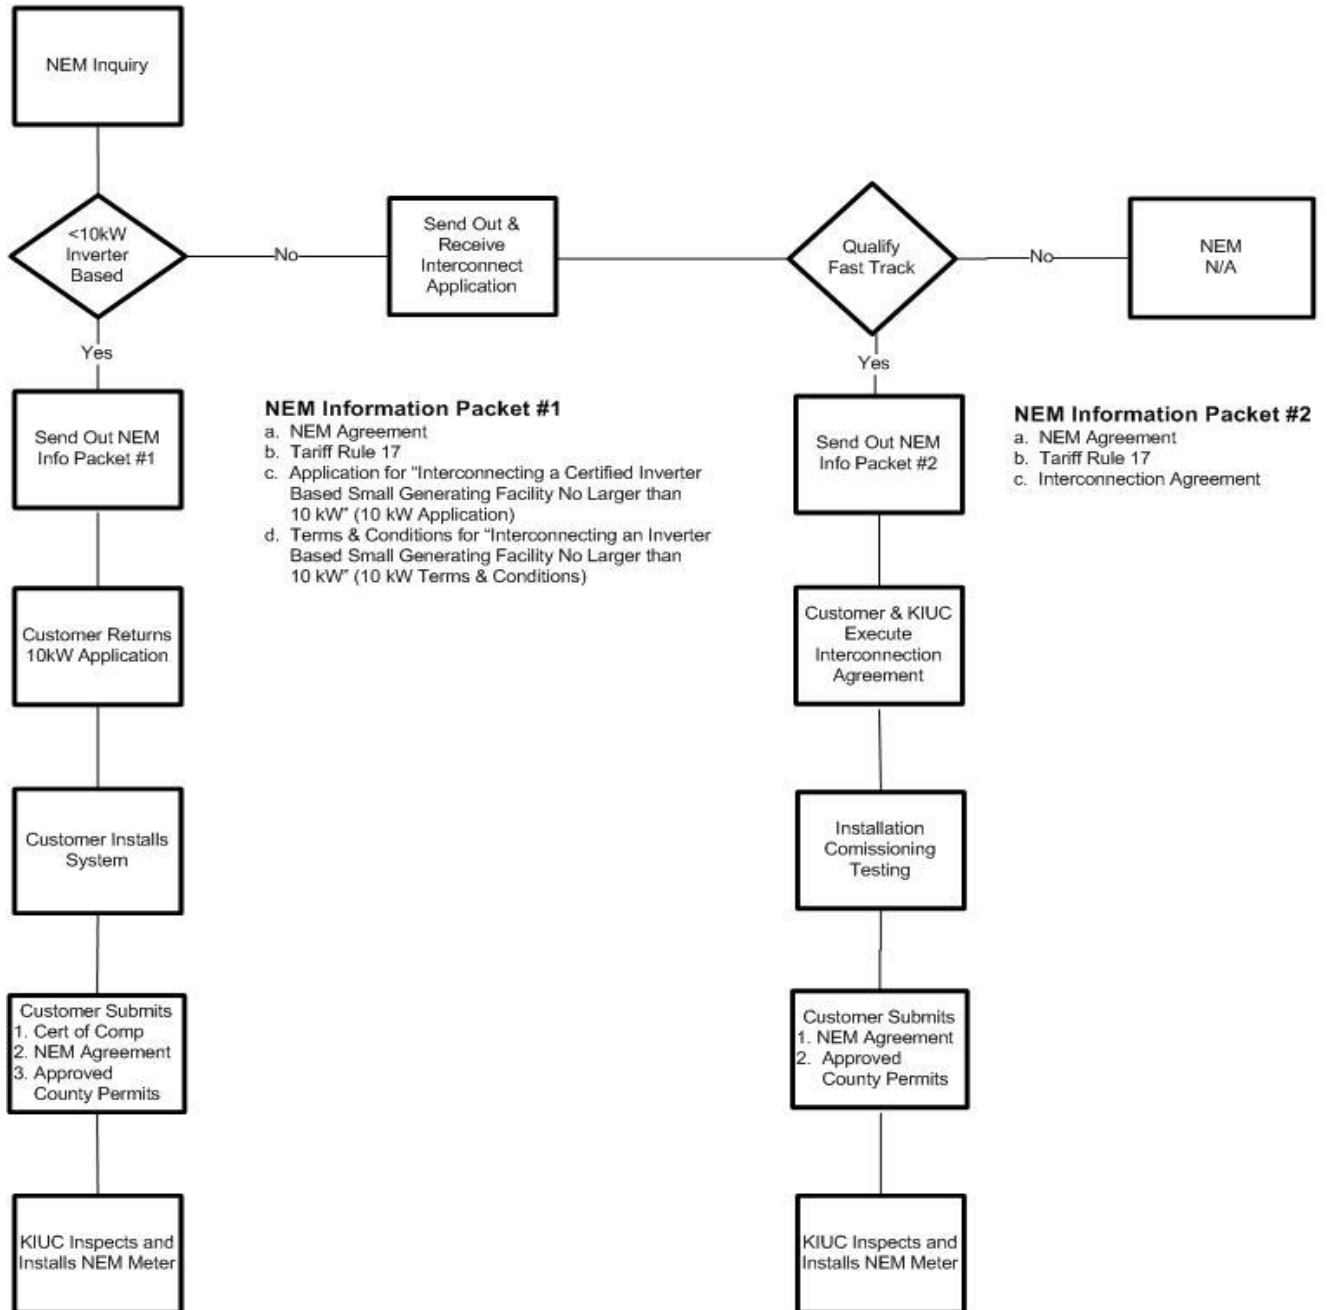 NEM Inquiry
<10kW
Inverter
Based
No
Send Out &
Receive
Interconnect
Application
Qualify
Fast Track
No
NEM
N/A
Yes
Yes
Send Out NEM
Info Packet #1
NEM Information Packet #1
a. NEM Agreement
b. Tariff Rule 17
c. Application for “Interconnecting a Certified Inverter
Based Small Generating Facility No Larger than
10 kW” (10 kW Application)
d. Terms & Conditions for “Interconnecting an Inverter
Based Small Generating Facility No Larger than
10 kW” (10 kW Terms & Conditions)
Send Out NEM
Info Packet #2
NEM Information Packet #2
a. NEM Agreement
b. Tariff Rule 17
c. Interconnection Agreement
Customer Returns
10kW Application
Customer & KIUC
Execute
Interconnection
Agreement
Customer Installs
System
Installation
Comissioning
Testing
Customer Submits
1. Cert of Comp
2. NEM Agreement
3. Approved
County Permits
Customer Submits
1. NEM Agreement
2. Approved
County Permits
KIUC Inspects and
Installs NEM Meter
KIUC Inspects and
Installs NEM Meter